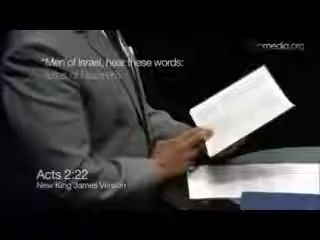 "Men of Israel, hear these words:
Jesus of Nazareth
Acts 2:22
New King James Version
media.org